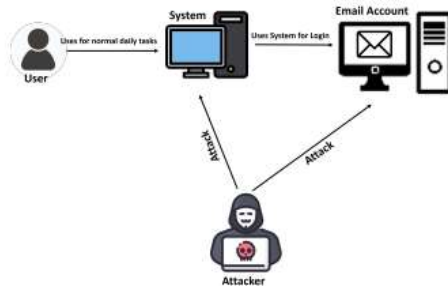 System
Email Account
Uses for normal daily tasks
Uses System for Login
User
Attack
Attack
Attacker